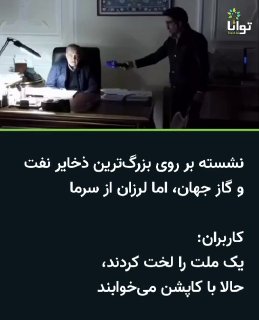 توانا
نشسته بر روی بزرگ‌ترین ذخایر نفت
و گاز جهان، اما لرزان از سرما
کاربران:
یک ملت را لخت کردند،
حالا با کاپشن می‌خوابند